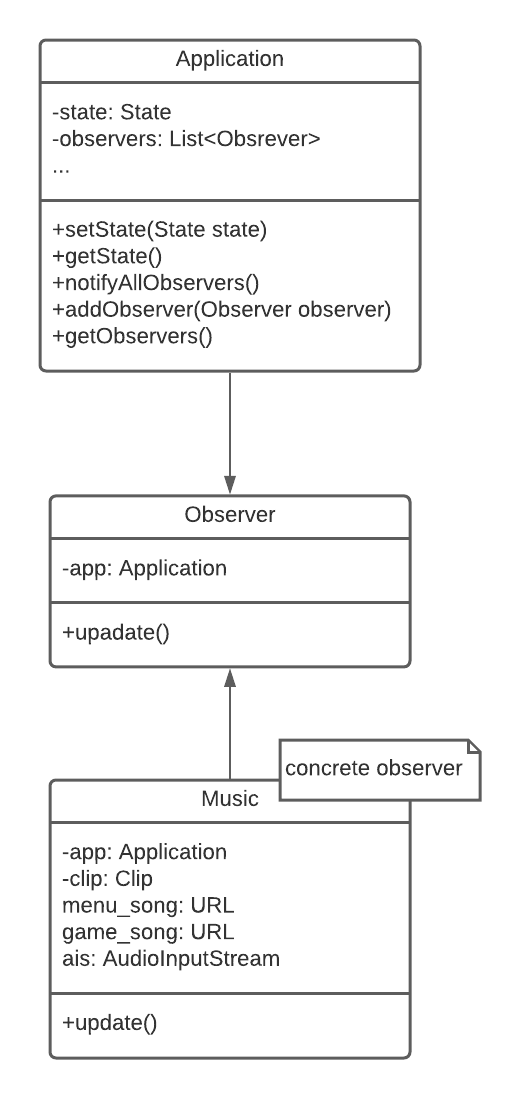 Application
-state: State
-observers: List<Obsrever>
...
+setState(State state)
+getState()
+notifyAllObservers()
+addObserver(Observer observer)
+getObservers()
Observer
-app: Application
+upadate()
concrete observer
Music
-app: Application
-clip: Clip
menu_song: URL
game_song: URL
ais: AudioInputStream
+update()